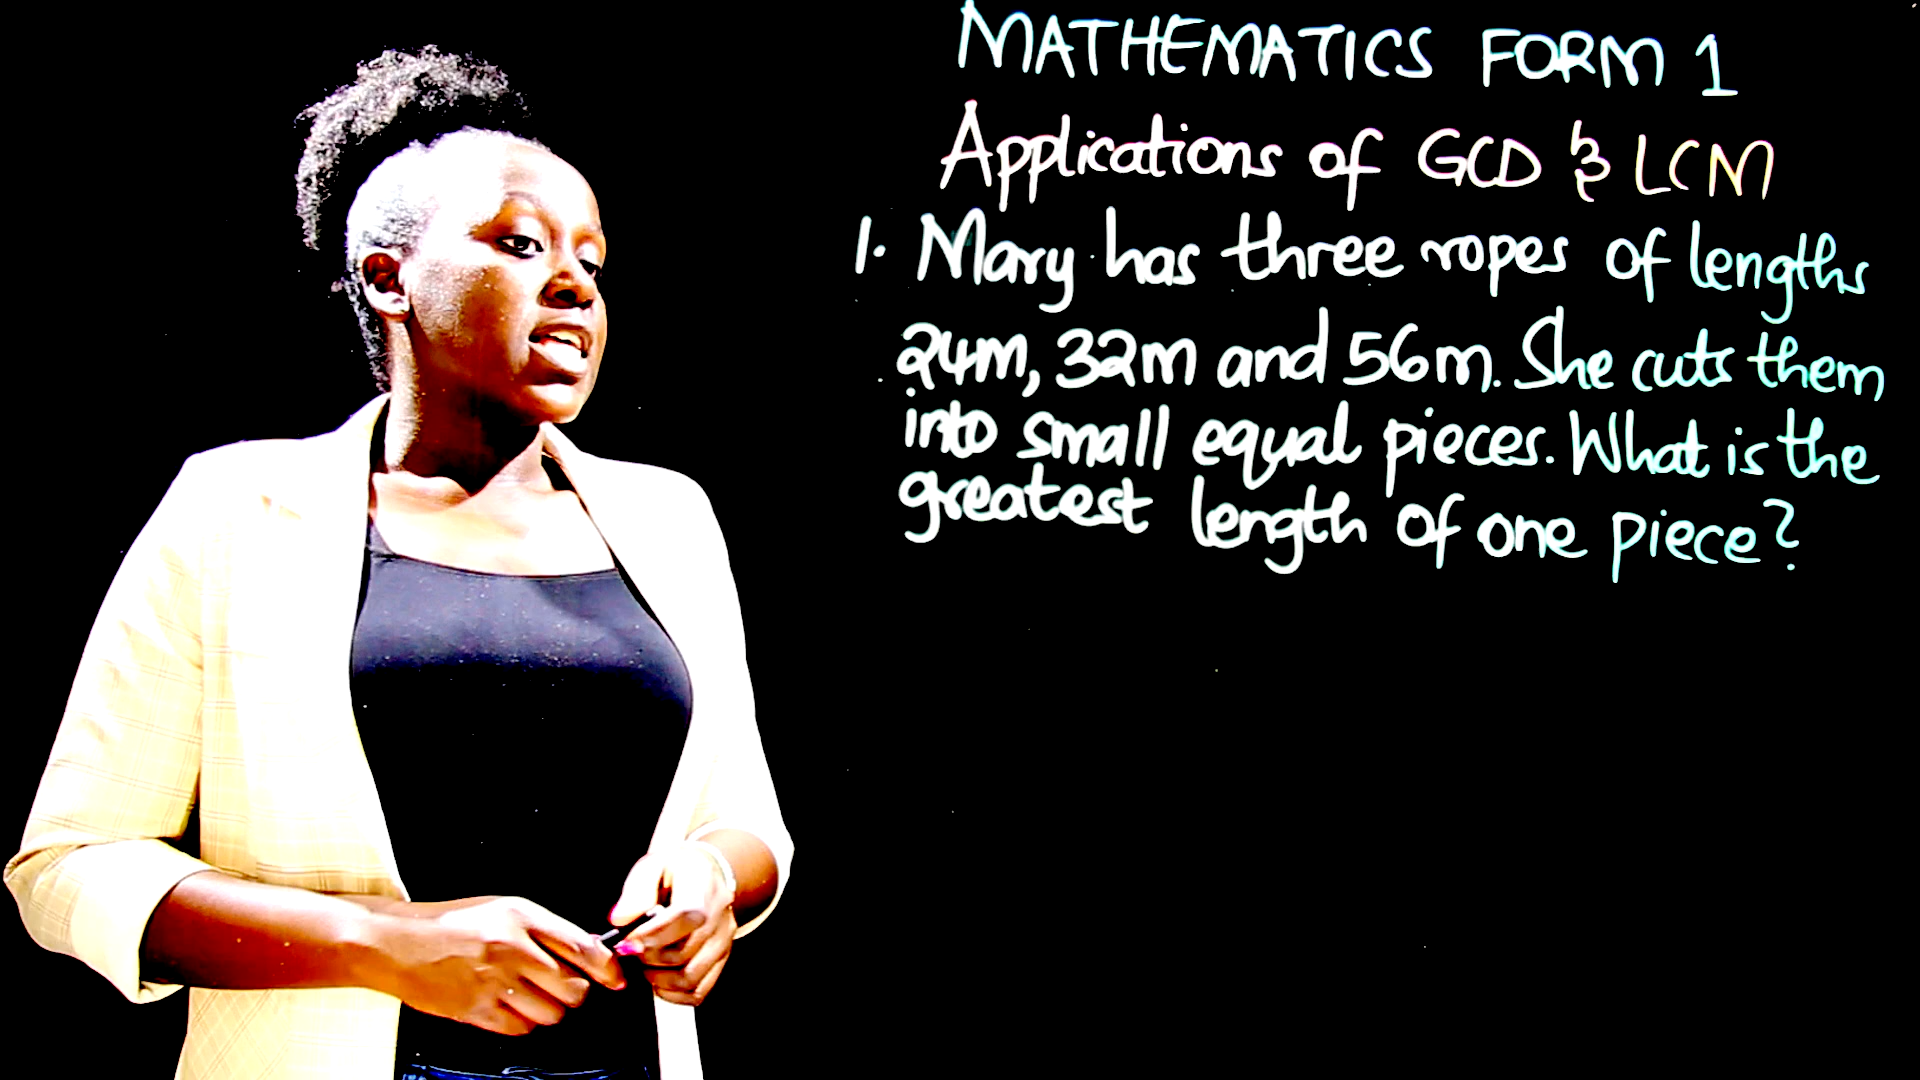 MATHEMATICS FORM 1
Applications of GCD & LCM
1. Mary has three ropes of lengths
24m, 32m and 56m. She cuts them
into small equal pieces. What is the
greatest length of one piece?